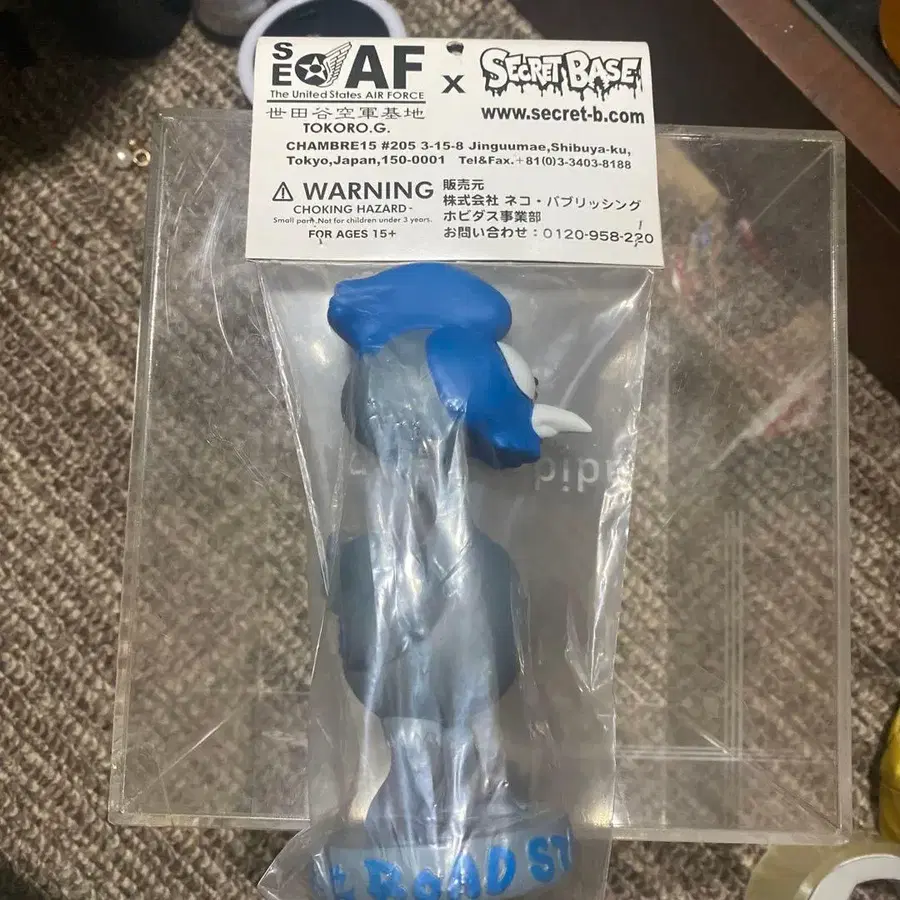 SE AF
The United States AIR FORCE
世田谷空軍基地
TOKORO.G.
X
SECRET BASE
www.secret-b.com
CHAMBRE15 #205 3-15-8 Jinguumae,Shibuya-ku,
Tokyo,Japan,150-0001 Tel&Fax.+81(0)3-3403-8188
WARNING
CHOKING HAZARD-
Small part.Not for children under 3 years.
FOR AGES 15+
販売元
株式会社 ネコ・パブリッシング
ホビダス事業部
お問い合わせ：0120-958-220
ROAD ST